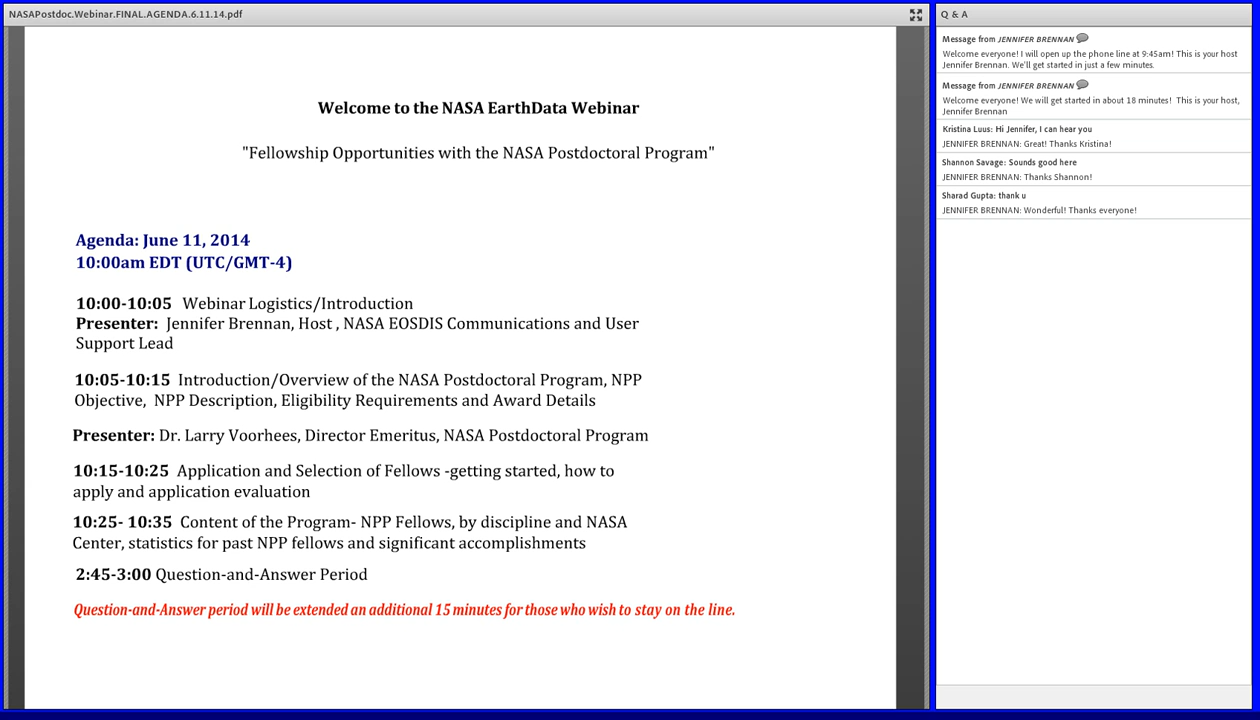 NASAPostdoc.Webinar.FINAL.AGENDA.6.11.14.pdf
Welcome to the NASA EarthData Webinar
"Fellowship Opportunities with the NASA Postdoctoral Program"
Agenda: June 11, 2014
10:00am EDT (UTC/GMT-4)
10:00-10:05 Webinar Logistics/Introduction
Presenter: Jennifer Brennan, Host , NASA EOSDIS Communications and User
Support Lead
10:05-10:15 Introduction/Overview of the NASA Postdoctoral Program, NPP
Objective, NPP Description, Eligibility Requirements and Award Details
Presenter: Dr. Larry Voorhees, Director Emeritus, NASA Postdoctoral Program
10:15-10:25 Application and Selection of Fellows -getting started, how to
apply and application evaluation
10:25- 10:35 Content of the Program- NPP Fellows, by discipline and NASA
Center, statistics for past NPP fellows and significant accomplishments
2:45-3:00 Question-and-Answer Period
Question-and-Answer period will be extended an additional 15 minutes for those who wish to stay on the line.
Q & A
Message from JENNIFER BRENNAN
Welcome everyone! I will open up the phone line at 9:45am! This is your host
Jennifer Brennan. We'll get started in just a few minutes.
Message from JENNIFER BRENNAN
Welcome everyone! We will get started in about 18 minutes! This is your host,
Jennifer Brennan
Kristina Luus: Hi Jennifer, I can hear you
JENNIFER BRENNAN: Great! Thanks Kristina!
Shannon Savage: Sounds good here
JENNIFER BRENNAN: Thanks Shannon!
Sharad Gupta: thank u
JENNIFER BRENNAN: Wonderful! Thanks everyone!